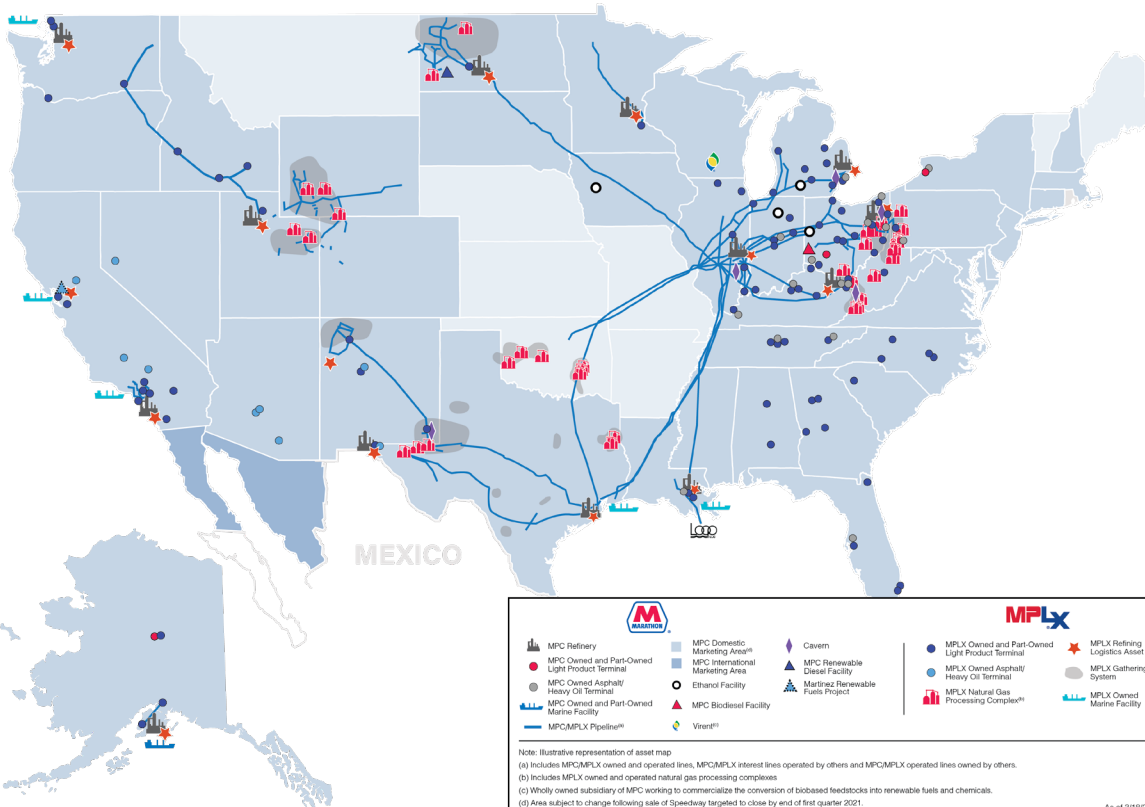 LOOP
MEXICO
MARATHON
MPLX
MPC Refinery
MPC Owned and Part-Owned
Light Product Terminal
MPC Owned Asphalt/
Heavy Oil Terminal
MPC Owned and Part-Owned
Marine Facility
MPC/MPLX Pipeline(a)
MPC Domestic
Marketing Area(d)
MPC International
Marketing Area
Ethanol Facility
MPC Biodiesel Facility
Virent(c)
Cavern
MPC Renewable
Diesel Facility
Martinez Renewable
Fuels Project
MPLX Owned and Part-Owned
Light Product Terminal
MPLX Owned Asphalt/
Heavy Oil Terminal
MPLX Natural Gas
Processing Complex(b)
MPLX Refining
Logistics Asset
MPLX Gathering
System
MPLX Owned
Marine Facility
Note: Illustrative representation of asset map
(a) Includes MPC/MPLX owned and operated lines, MPC/MPLX interest lines operated by others and MPC/MPLX operated lines owned by others.
(b) Includes MPLX owned and operated natural gas processing complexes
(c) Wholly owned subsidiary of MPC working to commercialize the conversion of biobased feedstocks into renewable fuels and chemicals.
(d) Area subject to change following sale of Speedway targeted to close by end of first quarter 2021.
As of